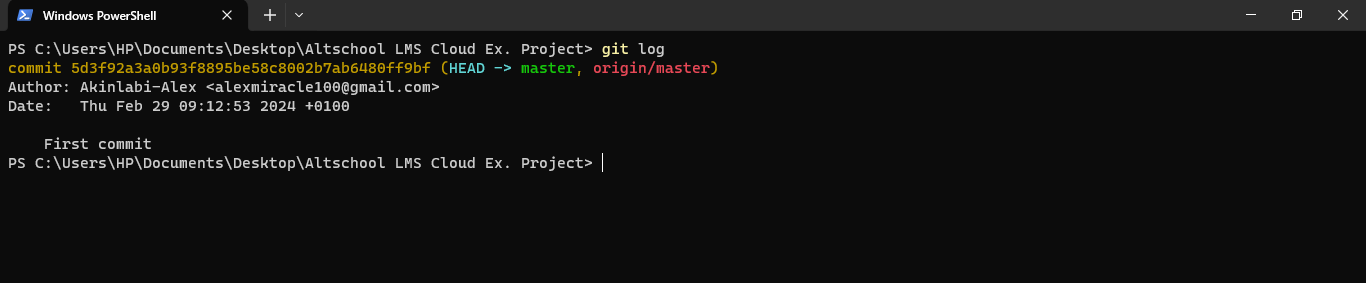 Windows PowerShell
PS C:\Users\HP\Documents\Desktop\Altschool LMS Cloud Ex. Project> git log
commit 5d3f92a3a0b93f8895be58c8002b7ab6480ff9bf (HEAD -> master, origin/master)
Author: Akinlabi-Alex <alexmiracle100@gmail.com>
Date:   Thu Feb 29 09:12:53 2024 +0100
    First commit
PS C:\Users\HP\Documents\Desktop\Altschool LMS Cloud Ex. Project>